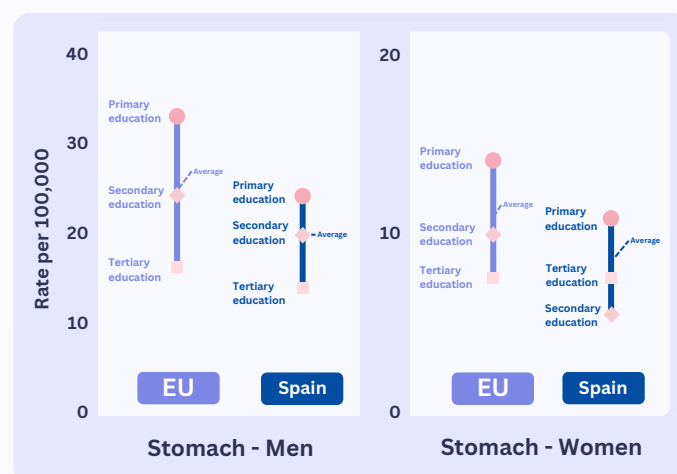 Rate per 100,000
40
30
20
10
0
Primary
education
Secondary
education
Average
Tertiary
education
Primary
education
Secondary
education
Average
Tertiary
education
EU
Spain
Stomach - Men
20
10
0
Primary
education
Average
Secondary
education
Tertiary
education
Primary
education
Average
Tertiary
education
Secondary
education
EU
Spain
Stomach - Women